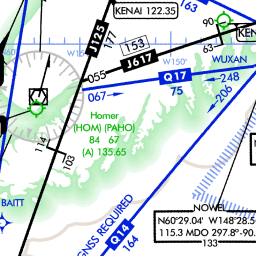 KENAI 122.35
90
KEN
J125
177
153
W150°
63
J617
WUXAN
055
Q17
248
067
75
206
Homer
(HOM) (PAHO)
84 67
(A) 135.65
114
103
BAITT
GNSS REQUIRED
NOWEL
N60°29.04' W148°28.5
Q14
115.3 MDO 297.8°-90.
164
133